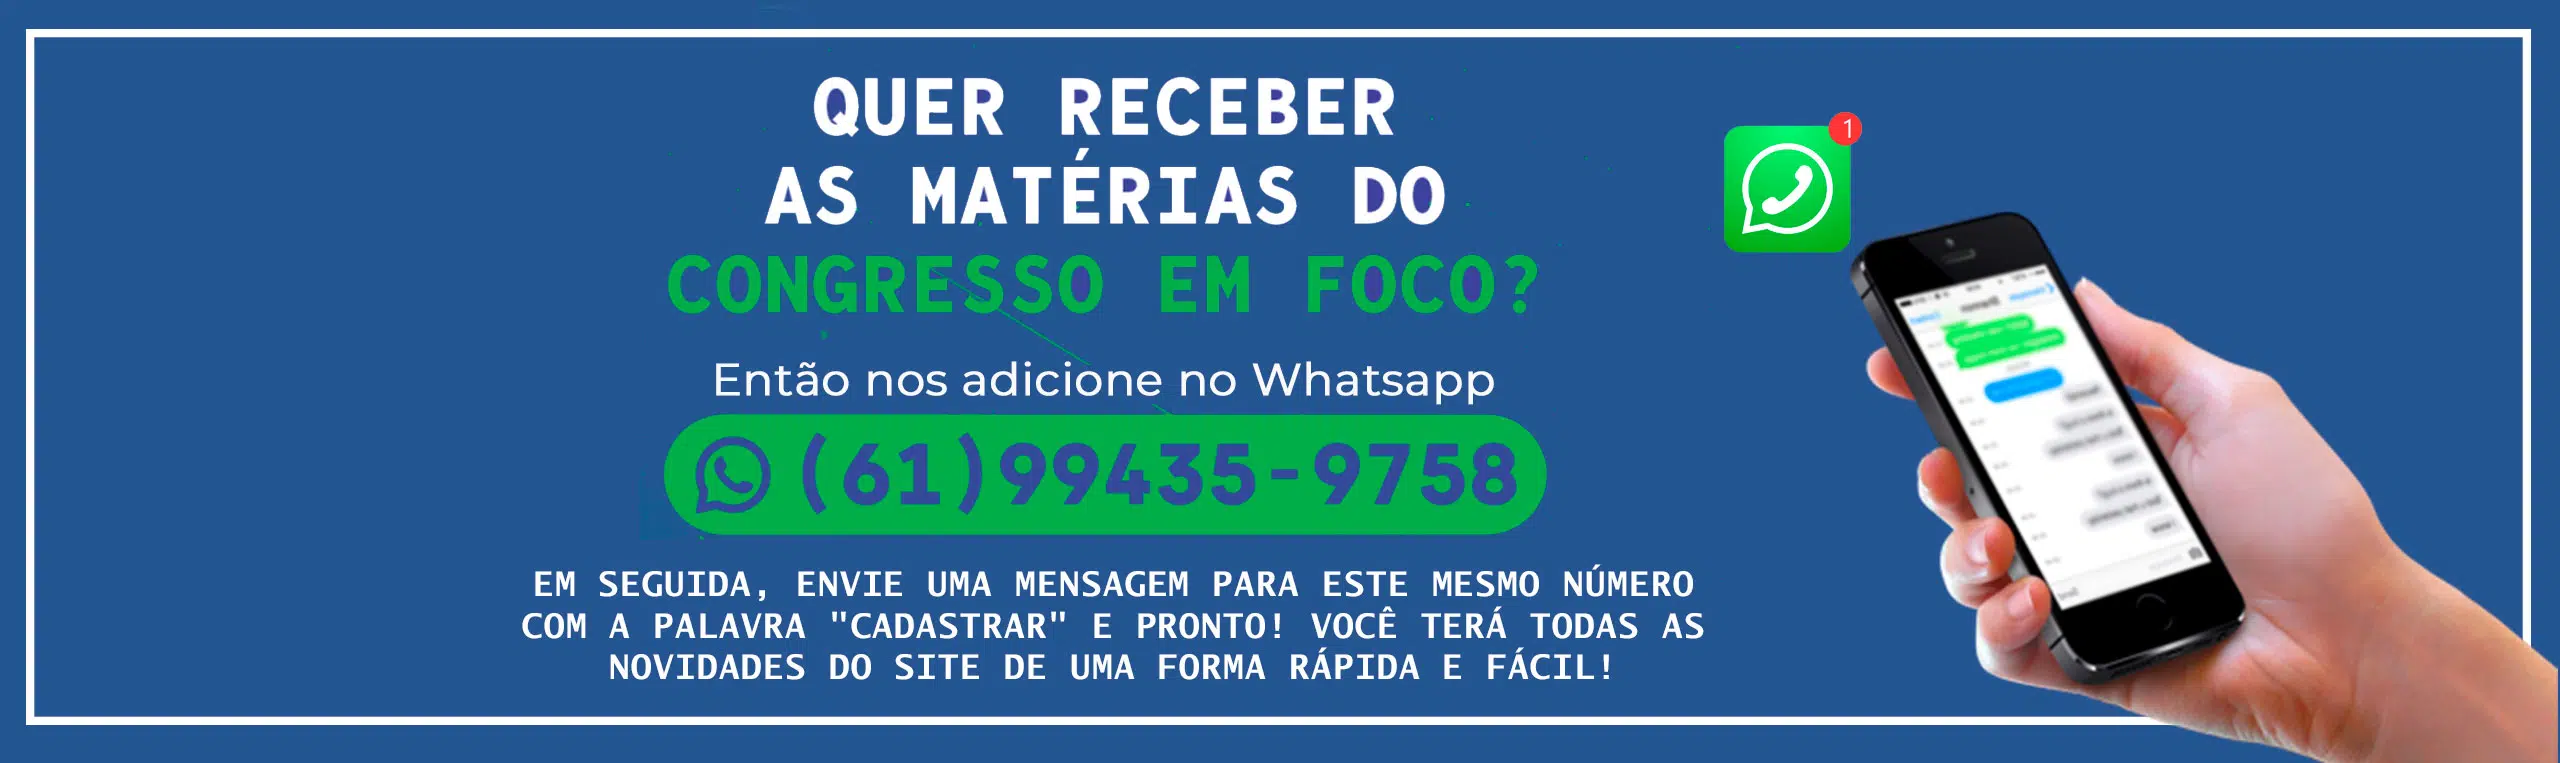 QUER RECEBER
AS MATÉRIAS DO
CONGRESSO EM FOCO?
Então nos adicione no Whatsapp
(61)99435-9758
EM SEGUIDA, ENVIE UMA MENSAGEM PARA ESTE MESMO NÚMERO
COM A PALAVRA "CADASTRAR" E PRONTO! VOCÊ TERÁ TODAS AS
NOVIDADES DO SITE DE UMA FORMA RÁPIDA E FÁCIL!
1